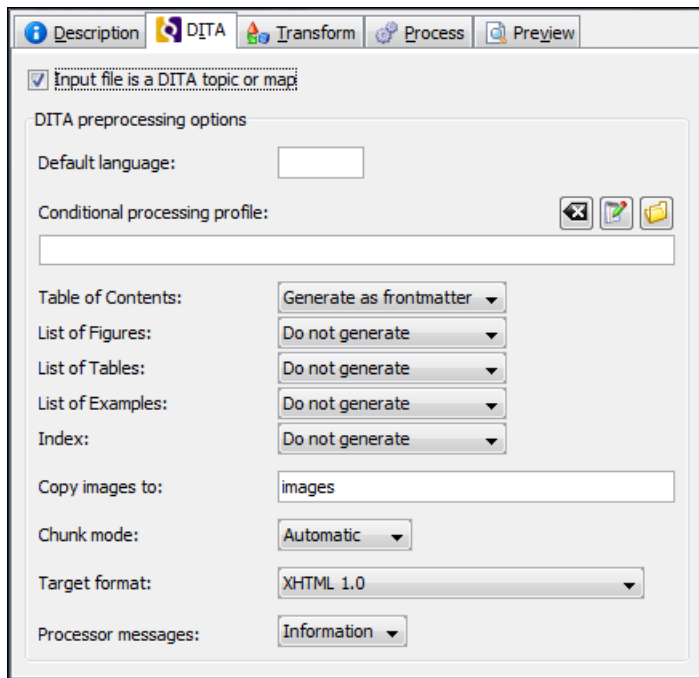 Description DITA Transform Process Preview
Input file is a DITA topic or map
DITA preprocessing options
Default language:
Conditional processing profile:
Table of Contents: Generate as frontmatter
List of Figures: Do not generate
List of Tables: Do not generate
List of Examples: Do not generate
Index: Do not generate
Copy images to: images
Chunk mode: Automatic
Target format: XHTML 1.0
Processor messages: Information